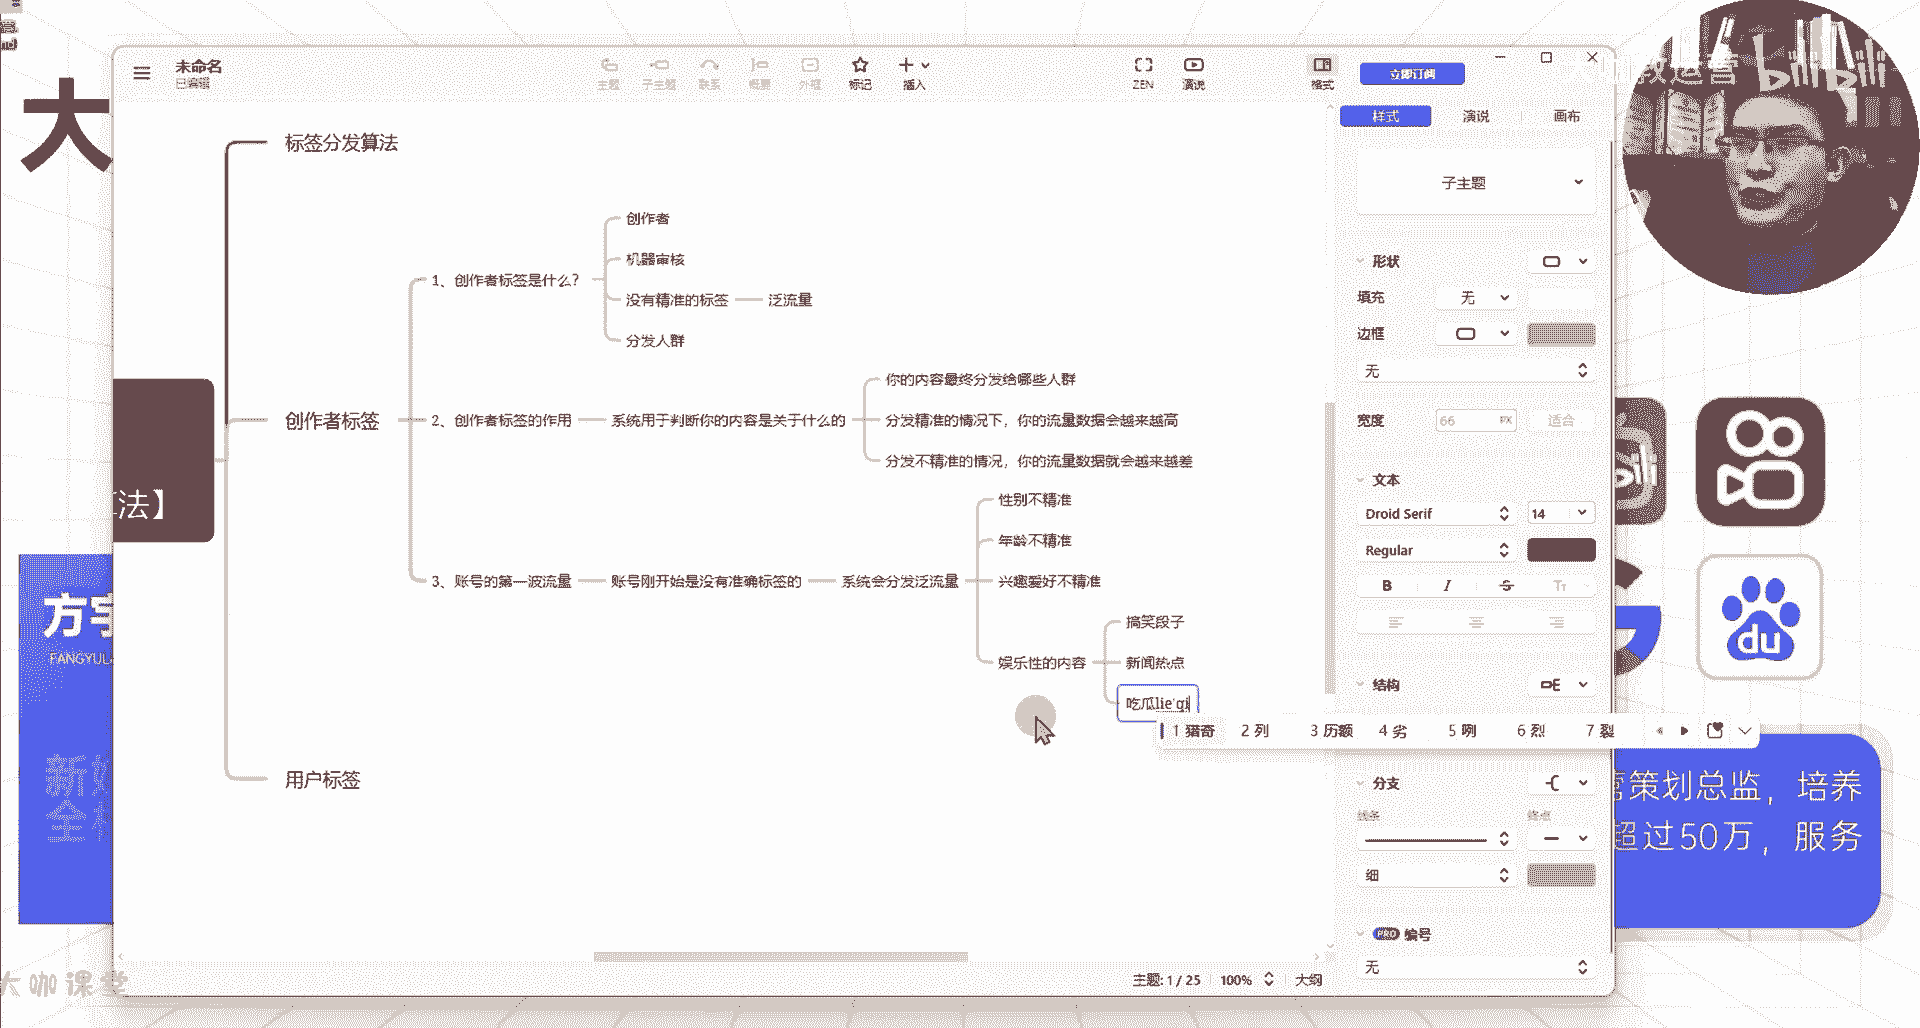 大
未命名
已编辑
主题
子主题
联系
概要
外框
标记
插入
ZEN
演说
格式
立即订阅
教运营
bilibili
样式
演说
画布
子主题
形状
填充
无
边框
无
宽度
66
PX
适合
文本
Droid Serif
14
Regular
B
I
S
Tт
结构
分支
线条
终点
细
PRO 编号
无
标签分发算法
创作者标签
用户标签
算法】
1、创作者标签是什么？
创作者
机器审核
没有精准的标签
泛流量
分发人群
2、创作者标签的作用
系统用于判断你的内容是关于什么的
你的内容最终分发给哪些人群
分发精准的情况下，你的流量数据会越来越高
分发不精准的情况，你的流量数据就会越来越差
3、账号的第一波流量
账号刚开始是没有准确标签的
系统会分发泛流量
性别不精准
年龄不精准
兴趣爱好不精准
娱乐性的内容
搞笑段子
新闻热点
吃瓜lie'qi
1 猎奇
2 列
3 历额
4 劣
5 咧
6 烈
7 裂
主题: 1 / 25
100%
大纲
方宇
FANGYUL
新
全
大咖课堂
du
营策划总监，培养
超过50万，服务